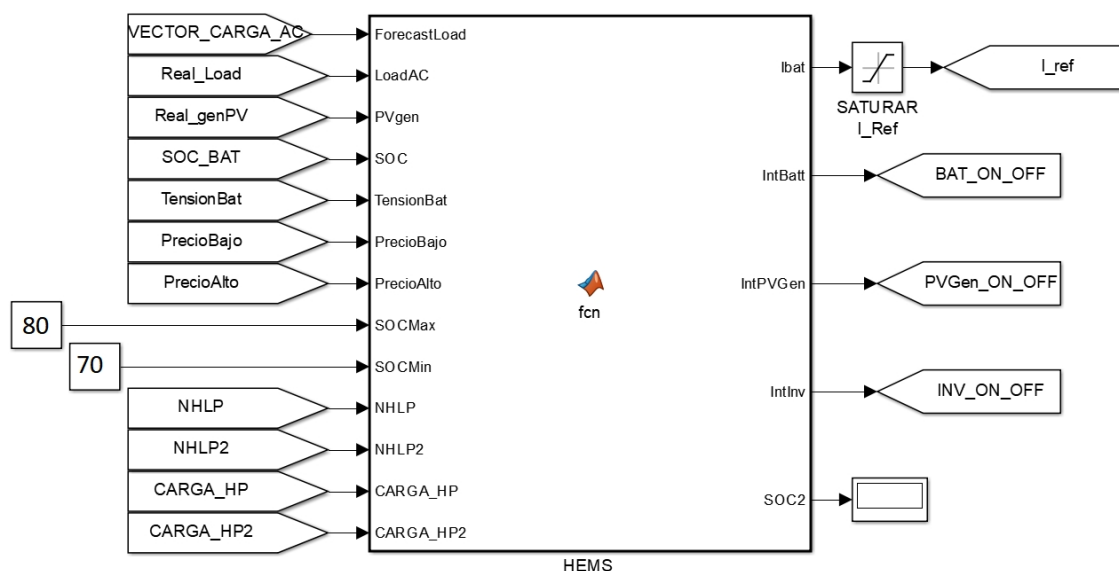 VECTOR_CARGA_AC
Real_Load
Real_genPV
SOC_BAT
TensionBat
PrecioBajo
PrecioAlto
80
70
NHLP
NHLP2
CARGA_HP
CARGA_HP2
ForecastLoad
LoadAC
PVgen
SOC
TensionBat
PrecioBajo
PrecioAlto
SOCMax
SOCMin
NHLP
NHLP2
CARGA_HP
CARGA_HP2
fcn
HEMS
Ibat
IntBatt
IntPVGen
IntInv
SOC2
SATURAR
I_Ref
I_ref
BAT_ON_OFF
PVGen_ON_OFF
INV_ON_OFF